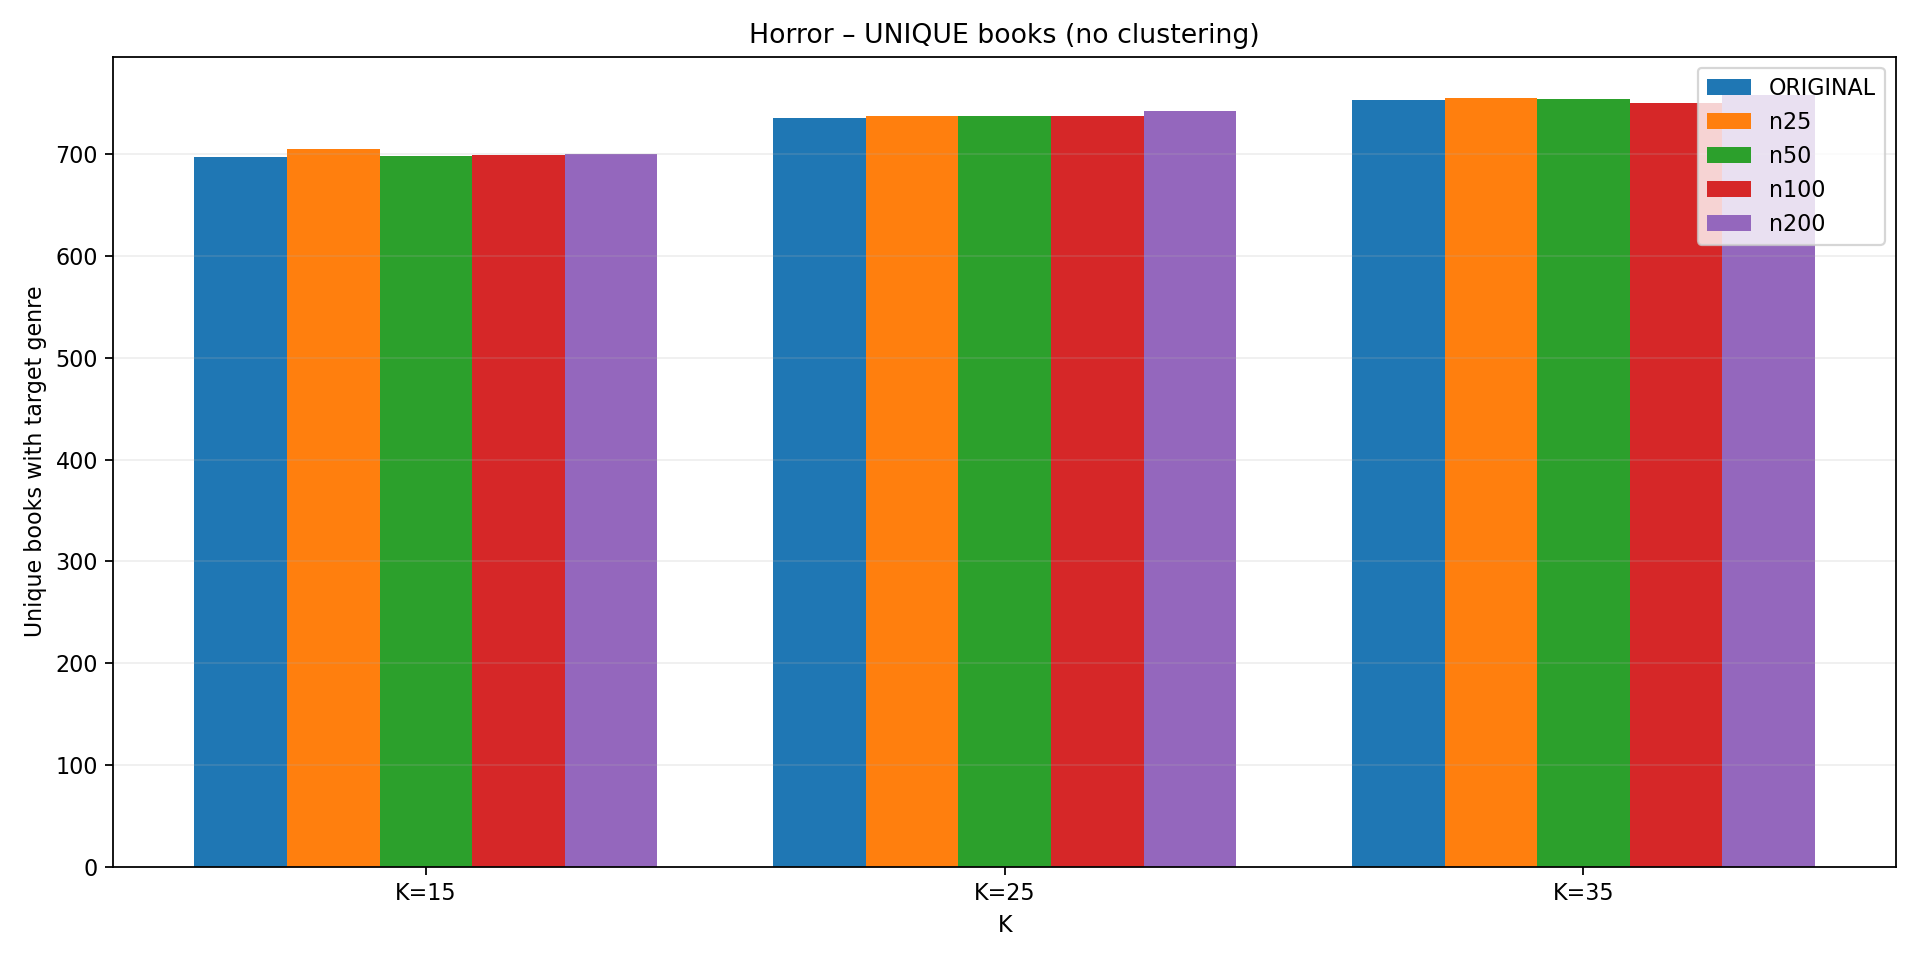 Horror – UNIQUE books (no clustering)
ORIGINAL
n25
n50
n100
n200
Unique books with target genre
700
600
500
400
300
200
100
0
K=15 K=25 K=35
K